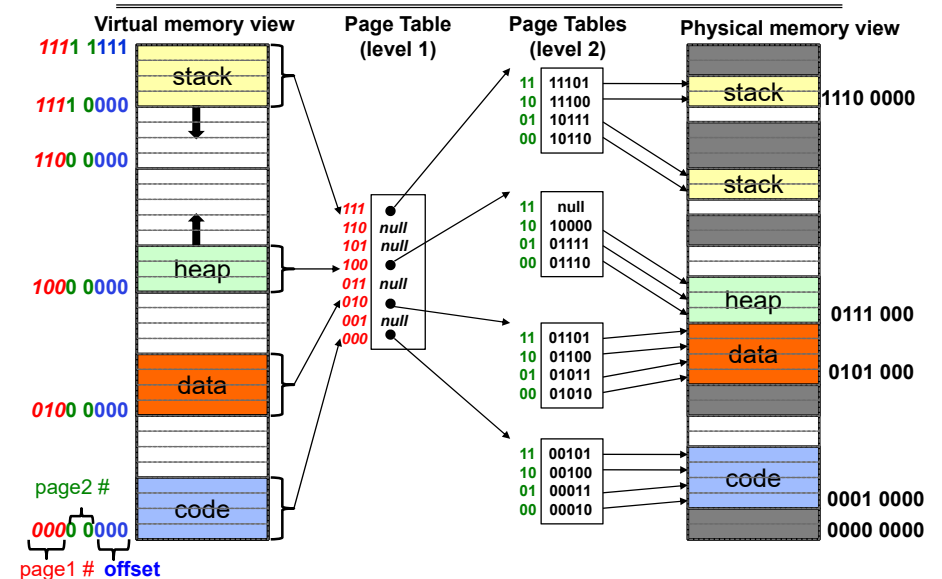 Virtual memory view
Page Table
(level 1)
Page Tables
(level 2)
Physical memory view
1111 1111
stack
1111 0000
1100 0000
heap
1000 0000
data
0100 0000
page2 #
code
0000 0000
page1 # offset
111
110 null
101 null
100
011 null
010
001 null
000
11 11101
10 11100
01 10111
00 10110
11 null
10 10000
01 01111
00 01110
11 01101
10 01100
01 01011
00 01010
11 00101
10 00100
01 00011
00 00010
stack
1110 0000
stack
heap
0111 000
data
0101 000
code
0001 0000
0000 0000